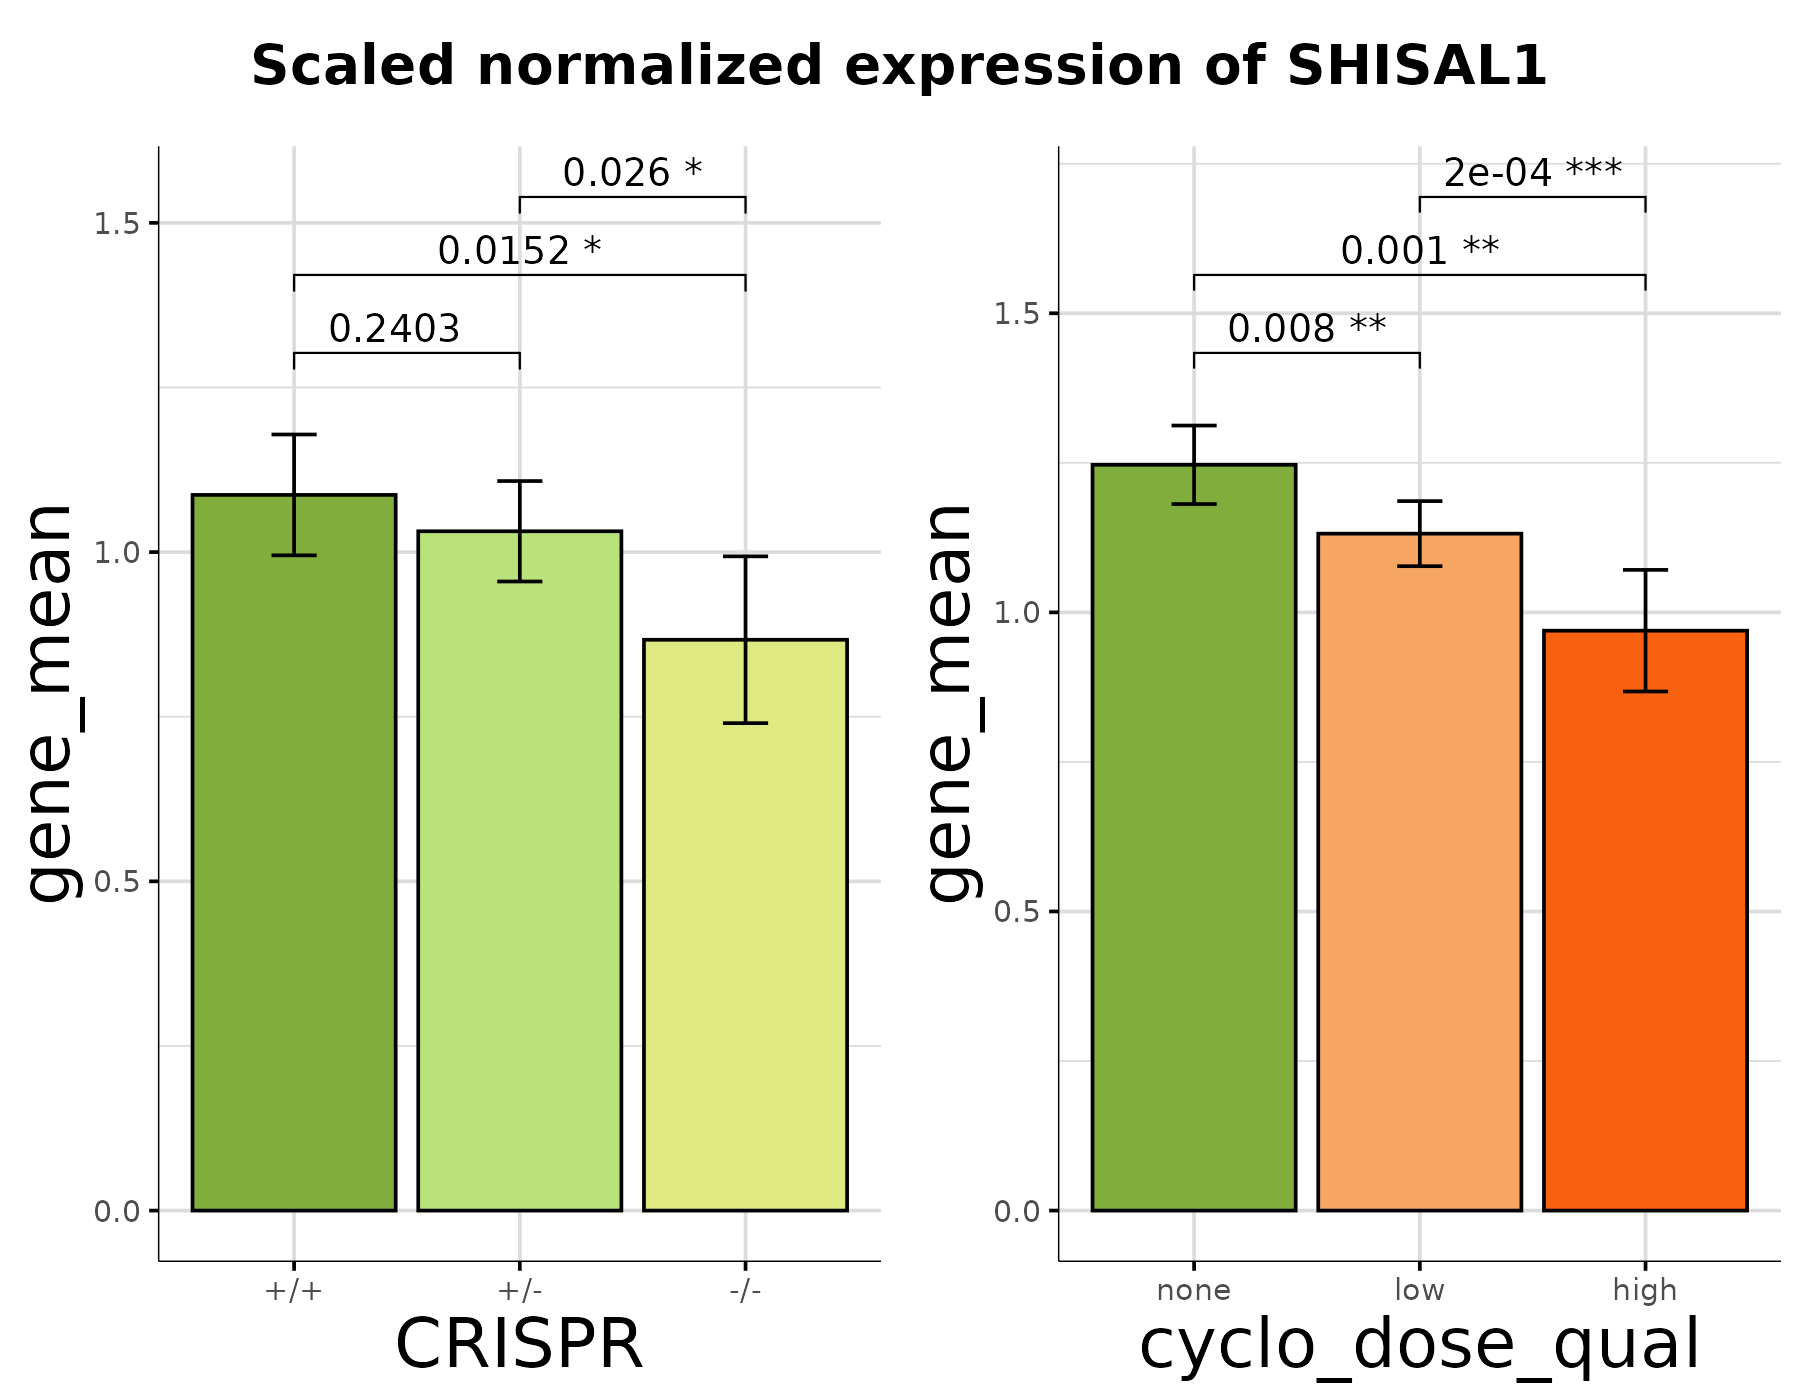 Scaled normalized expression of SHISAL1
gene_mean
1.5
1.0
0.5
0.0
0.026 *
0.0152 *
0.2403
+/+ +/- -/-
CRISPR
gene_mean
1.5
1.0
0.5
0.0
2e-04 ***
0.001 **
0.008 **
none low high
cyclo_dose_qual